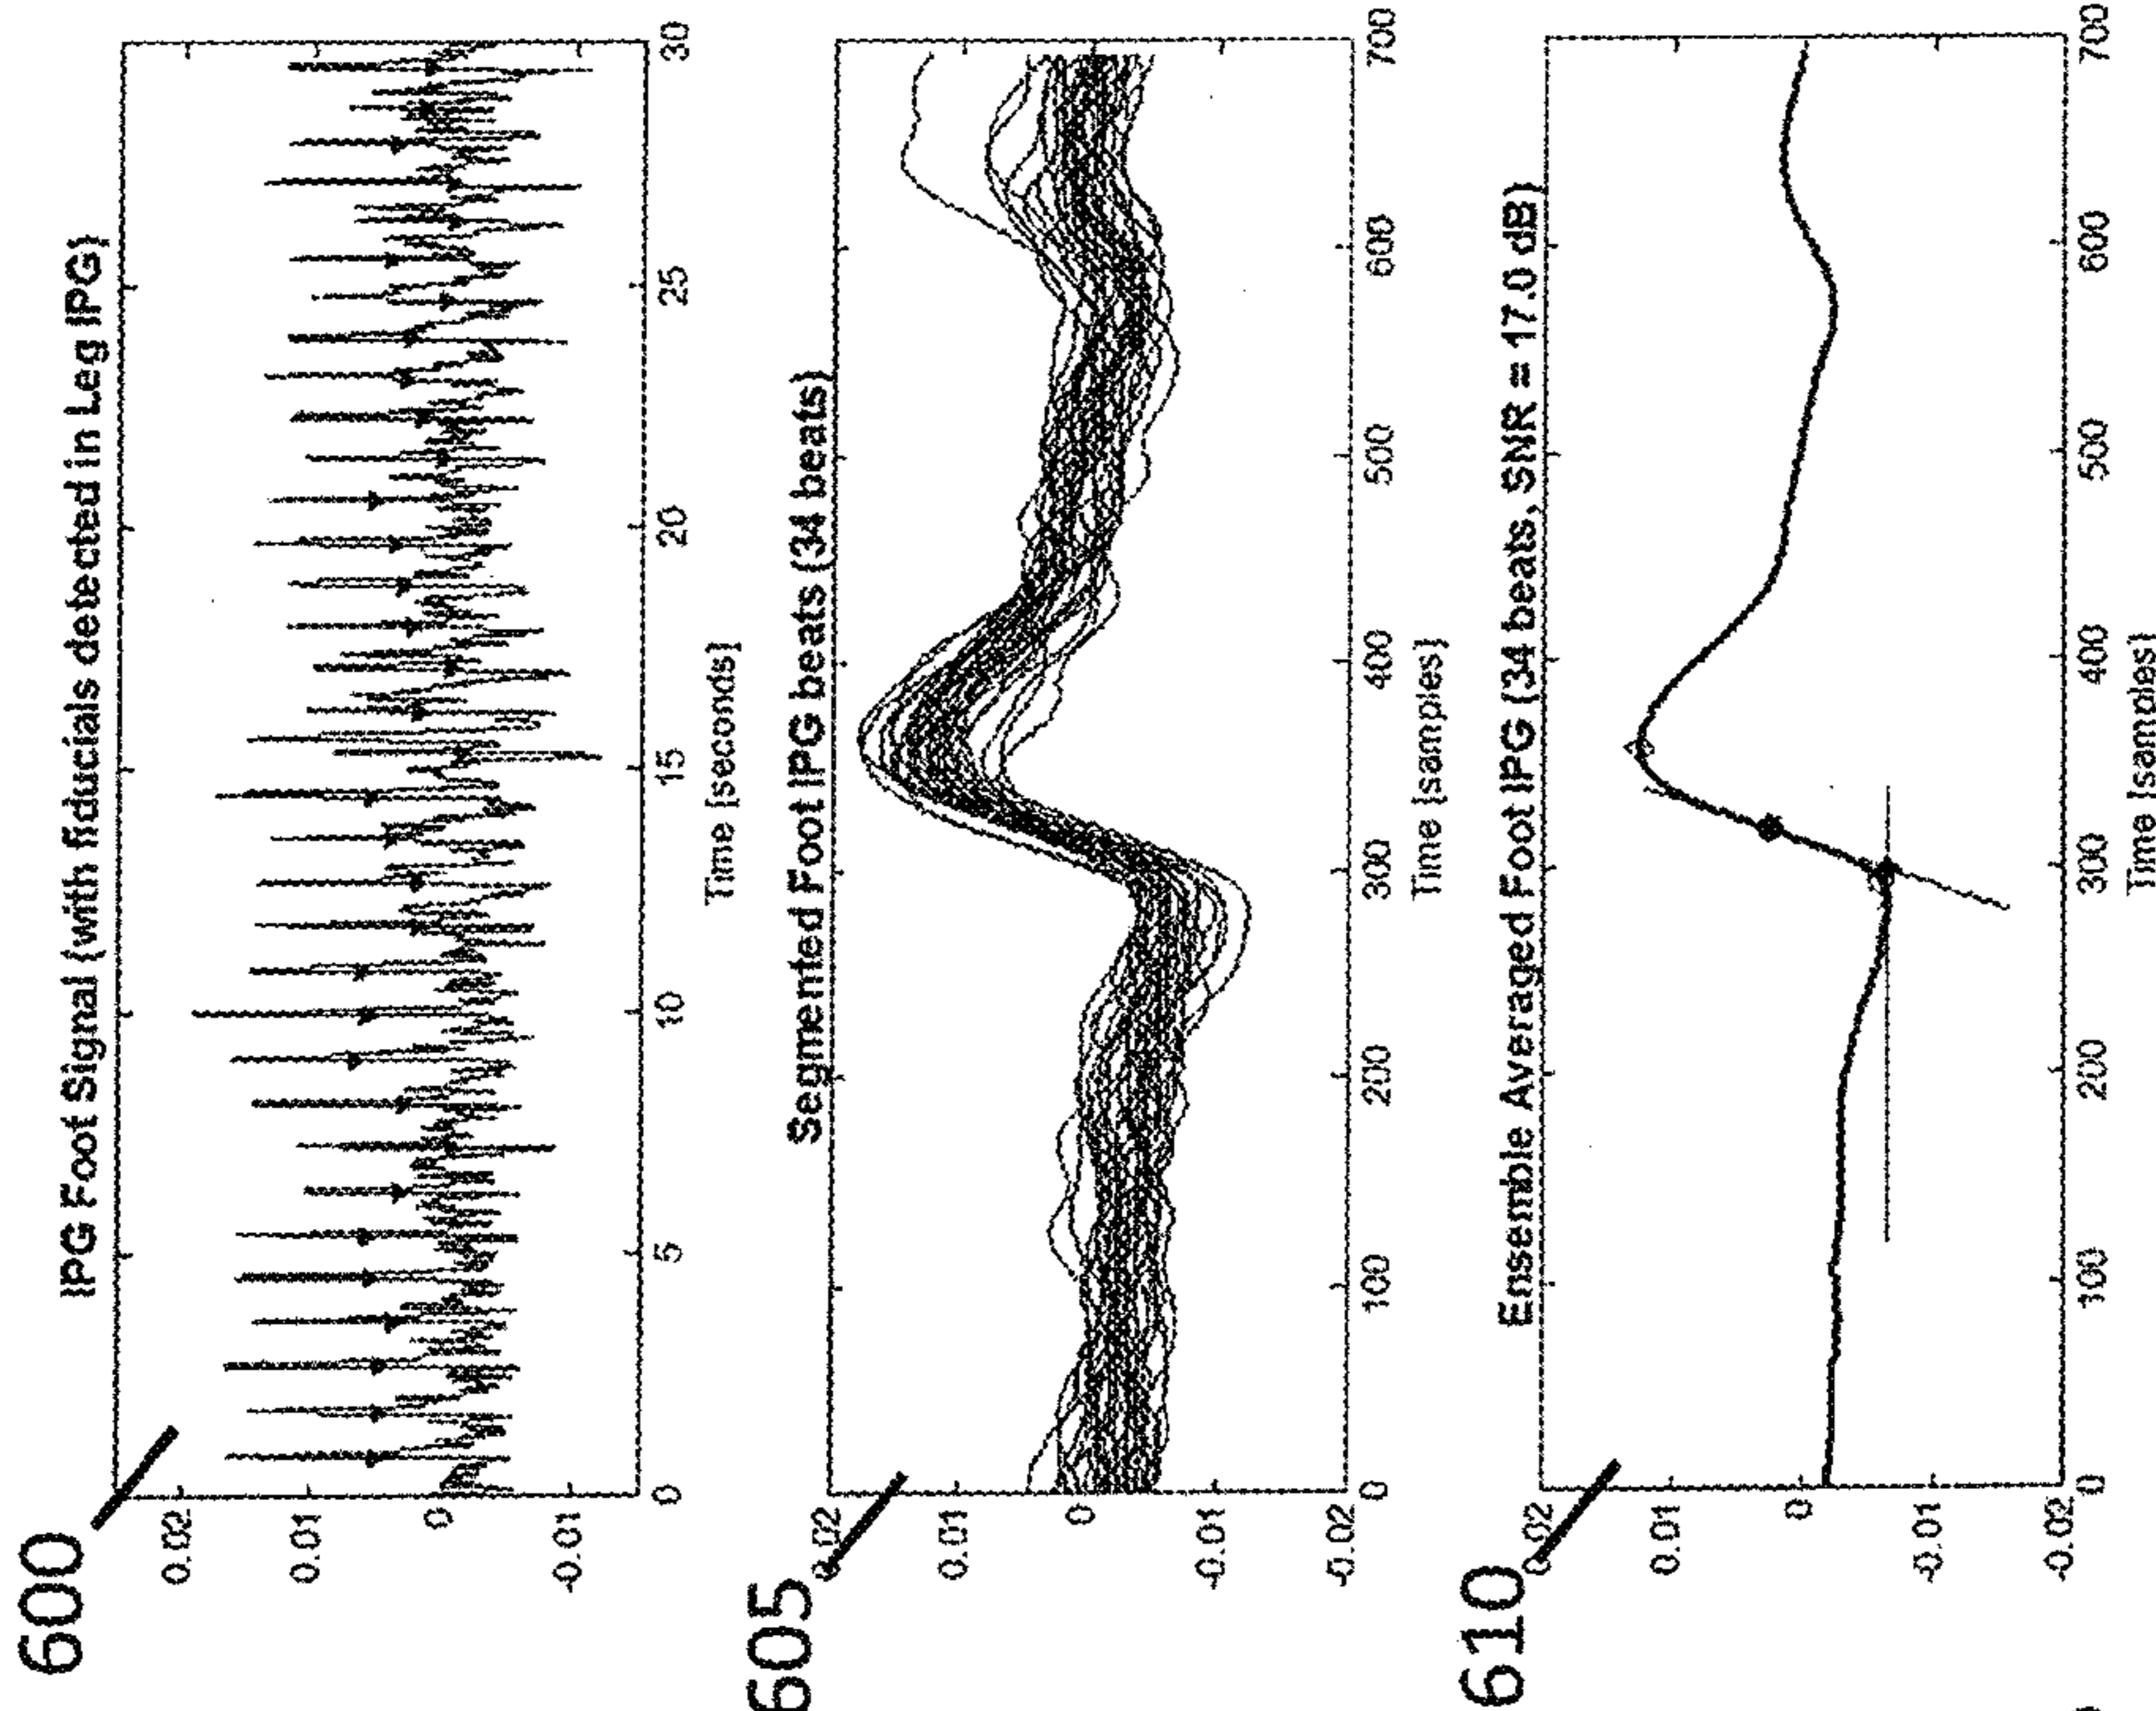 600
IPG Foot Signal (with fiducials detected in Leg IPG)
0.02
0.01
0
-0.01
0 5 10 15 20 25 30
Time [seconds]
605
Segmented Foot IPG beats (34 beats)
0.02
0.01
0
-0.01
-0.02
0 100 200 300 400 500 600 700
Time [samples]
610
Ensemble Averaged Foot IPG (34 beats, SNR = 17.0 dB)
0.02
0.01
0
-0.01
-0.02
0 100 200 300 400 500 600 700
Time [samples]